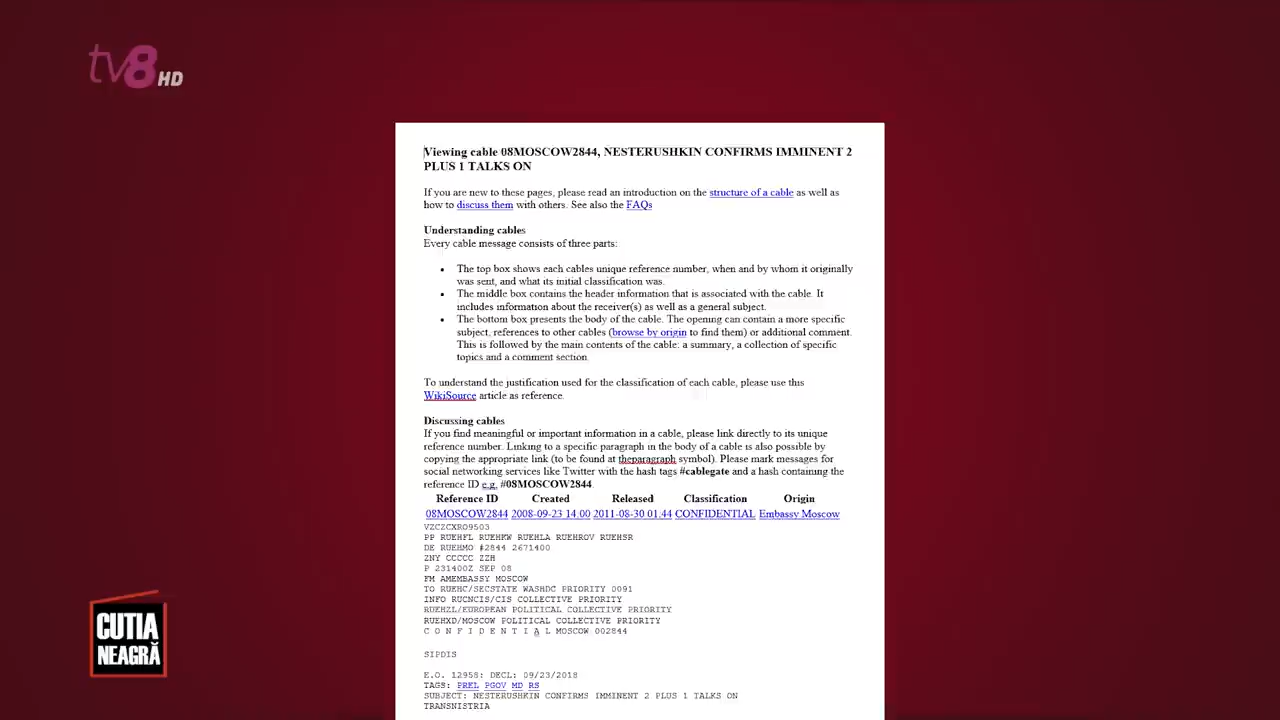 tv8 HD
Viewing cable 08MOSCOW2844, NESTERUSHKIN CONFIRMS IMMINENT 2
PLUS 1 TALKS ON
If you are new to these pages, please read an introduction on the structure of a cable as well as
how to discuss them with others. See also the FAQs
Understanding cables
Every cable message consists of three parts:
• The top box shows each cables unique reference number, when and by whom it originally
was sent, and what its initial classification was.
• The middle box contains the header information that is associated with the cable. It
includes information about the receiver(s) as well as a general subject.
• The bottom box presents the body of the cable. The opening can contain a more specific
subject, references to other cables (browse by origin to find them) or additional comment.
This is followed by the main contents of the cable: a summary, a collection of specific
topics and a comment section.
To understand the justification used for the classification of each cable, please use this
WikiSource article as reference.
Discussing cables
If you find meaningful or important information in a cable, please link directly to its unique
reference number. Linking to a specific paragraph in the body of a cable is also possible by
copying the appropriate link (to be found at theparagraph symbol). Please mark messages for
social networking services like Twitter with the hash tags #cablegate and a hash containing the
reference ID e.g. #08MOSCOW2844.
Reference ID Created Released Classification Origin
08MOSCOW2844 2008-09-23 14:00 2011-08-30 01:44 CONFIDENTIAL Embassy Moscow
VZCZCXRO9503
PP RUEHFL RUEHKW RUEHLA RUEHROV RUEHSR
DE RUEHMO #2844 2671400
ZNY CCCCC ZZH
P 231400Z SEP 08
FM AMEMBASSY MOSCOW
TO RUEHC/SECSTATE WASHDC PRIORITY 0091
INFO RUCNCIS/CIS COLLECTIVE PRIORITY
RUEHZL/EUROPEAN POLITICAL COLLECTIVE PRIORITY
RUEHXD/MOSCOW POLITICAL COLLECTIVE PRIORITY
C O N F I D E N T I A L MOSCOW 002844
SIPDIS
E.O. 12958: DECL: 09/23/2018
TAGS: PREL PGOV MD RS
SUBJECT: NESTERUSHKIN CONFIRMS IMMINENT 2 PLUS 1 TALKS ON
TRANSNISTRIA
CUTIA
NEAGRĂ